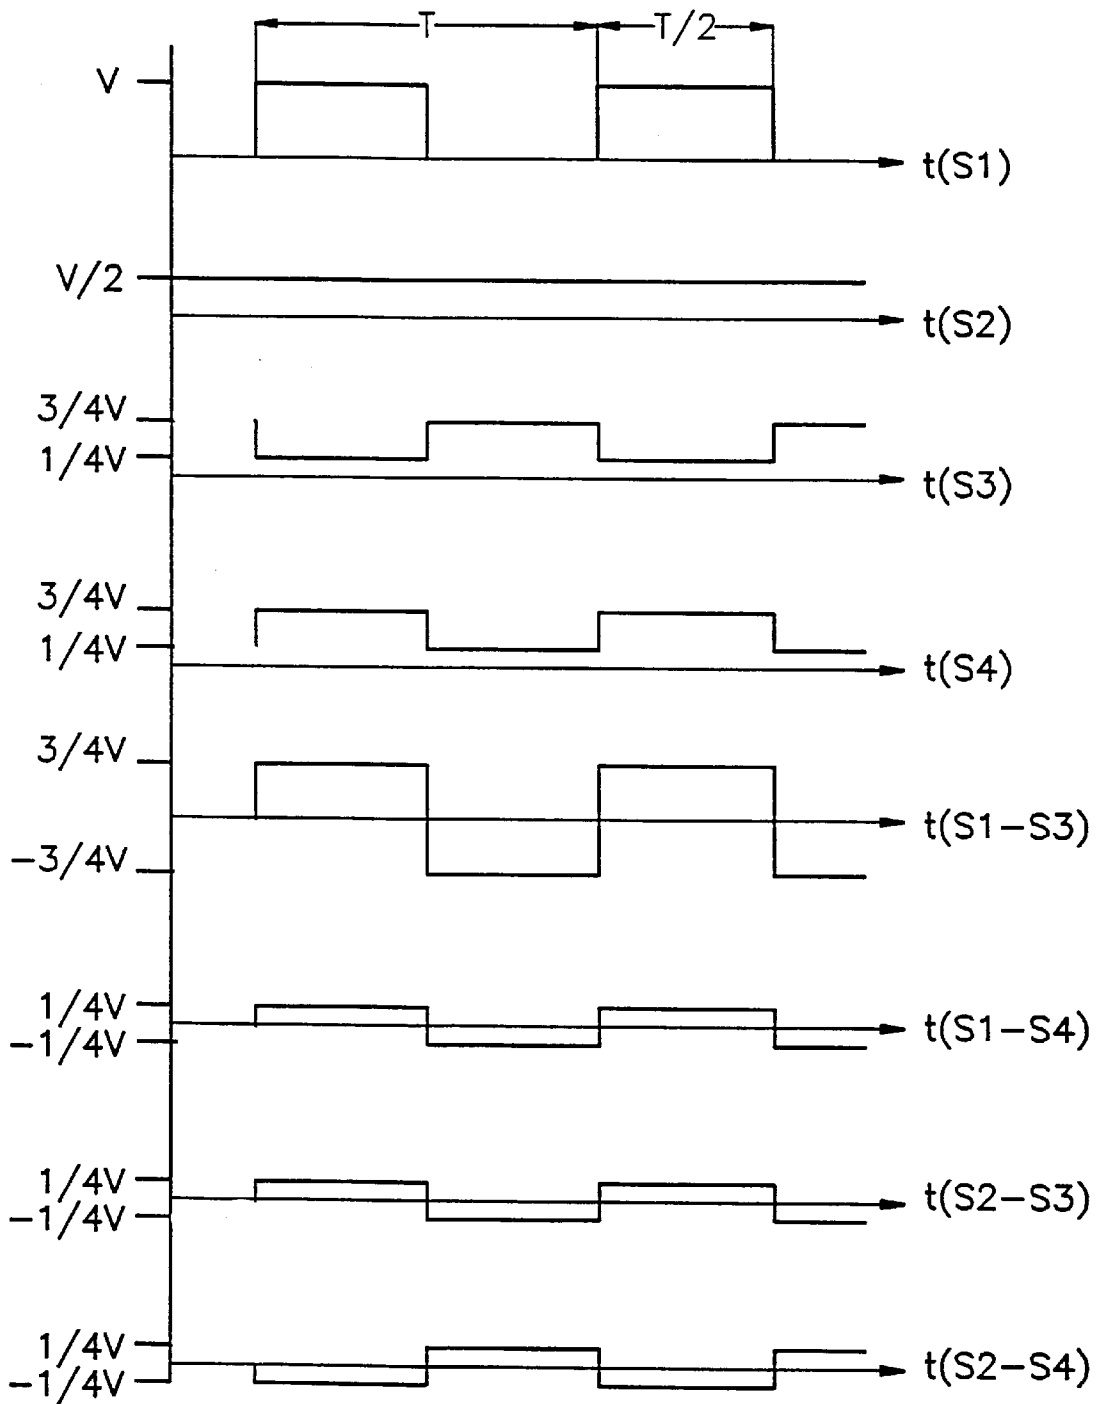 T
T/2
V
t(S1)
V/2
t(S2)
3/4V
1/4V
t(S3)
3/4V
1/4V
t(S4)
3/4V
t(S1-S3)
-3/4V
1/4V
t(S1-S4)
-1/4V
1/4V
t(S2-S3)
-1/4V
1/4V
t(S2-S4)
-1/4V